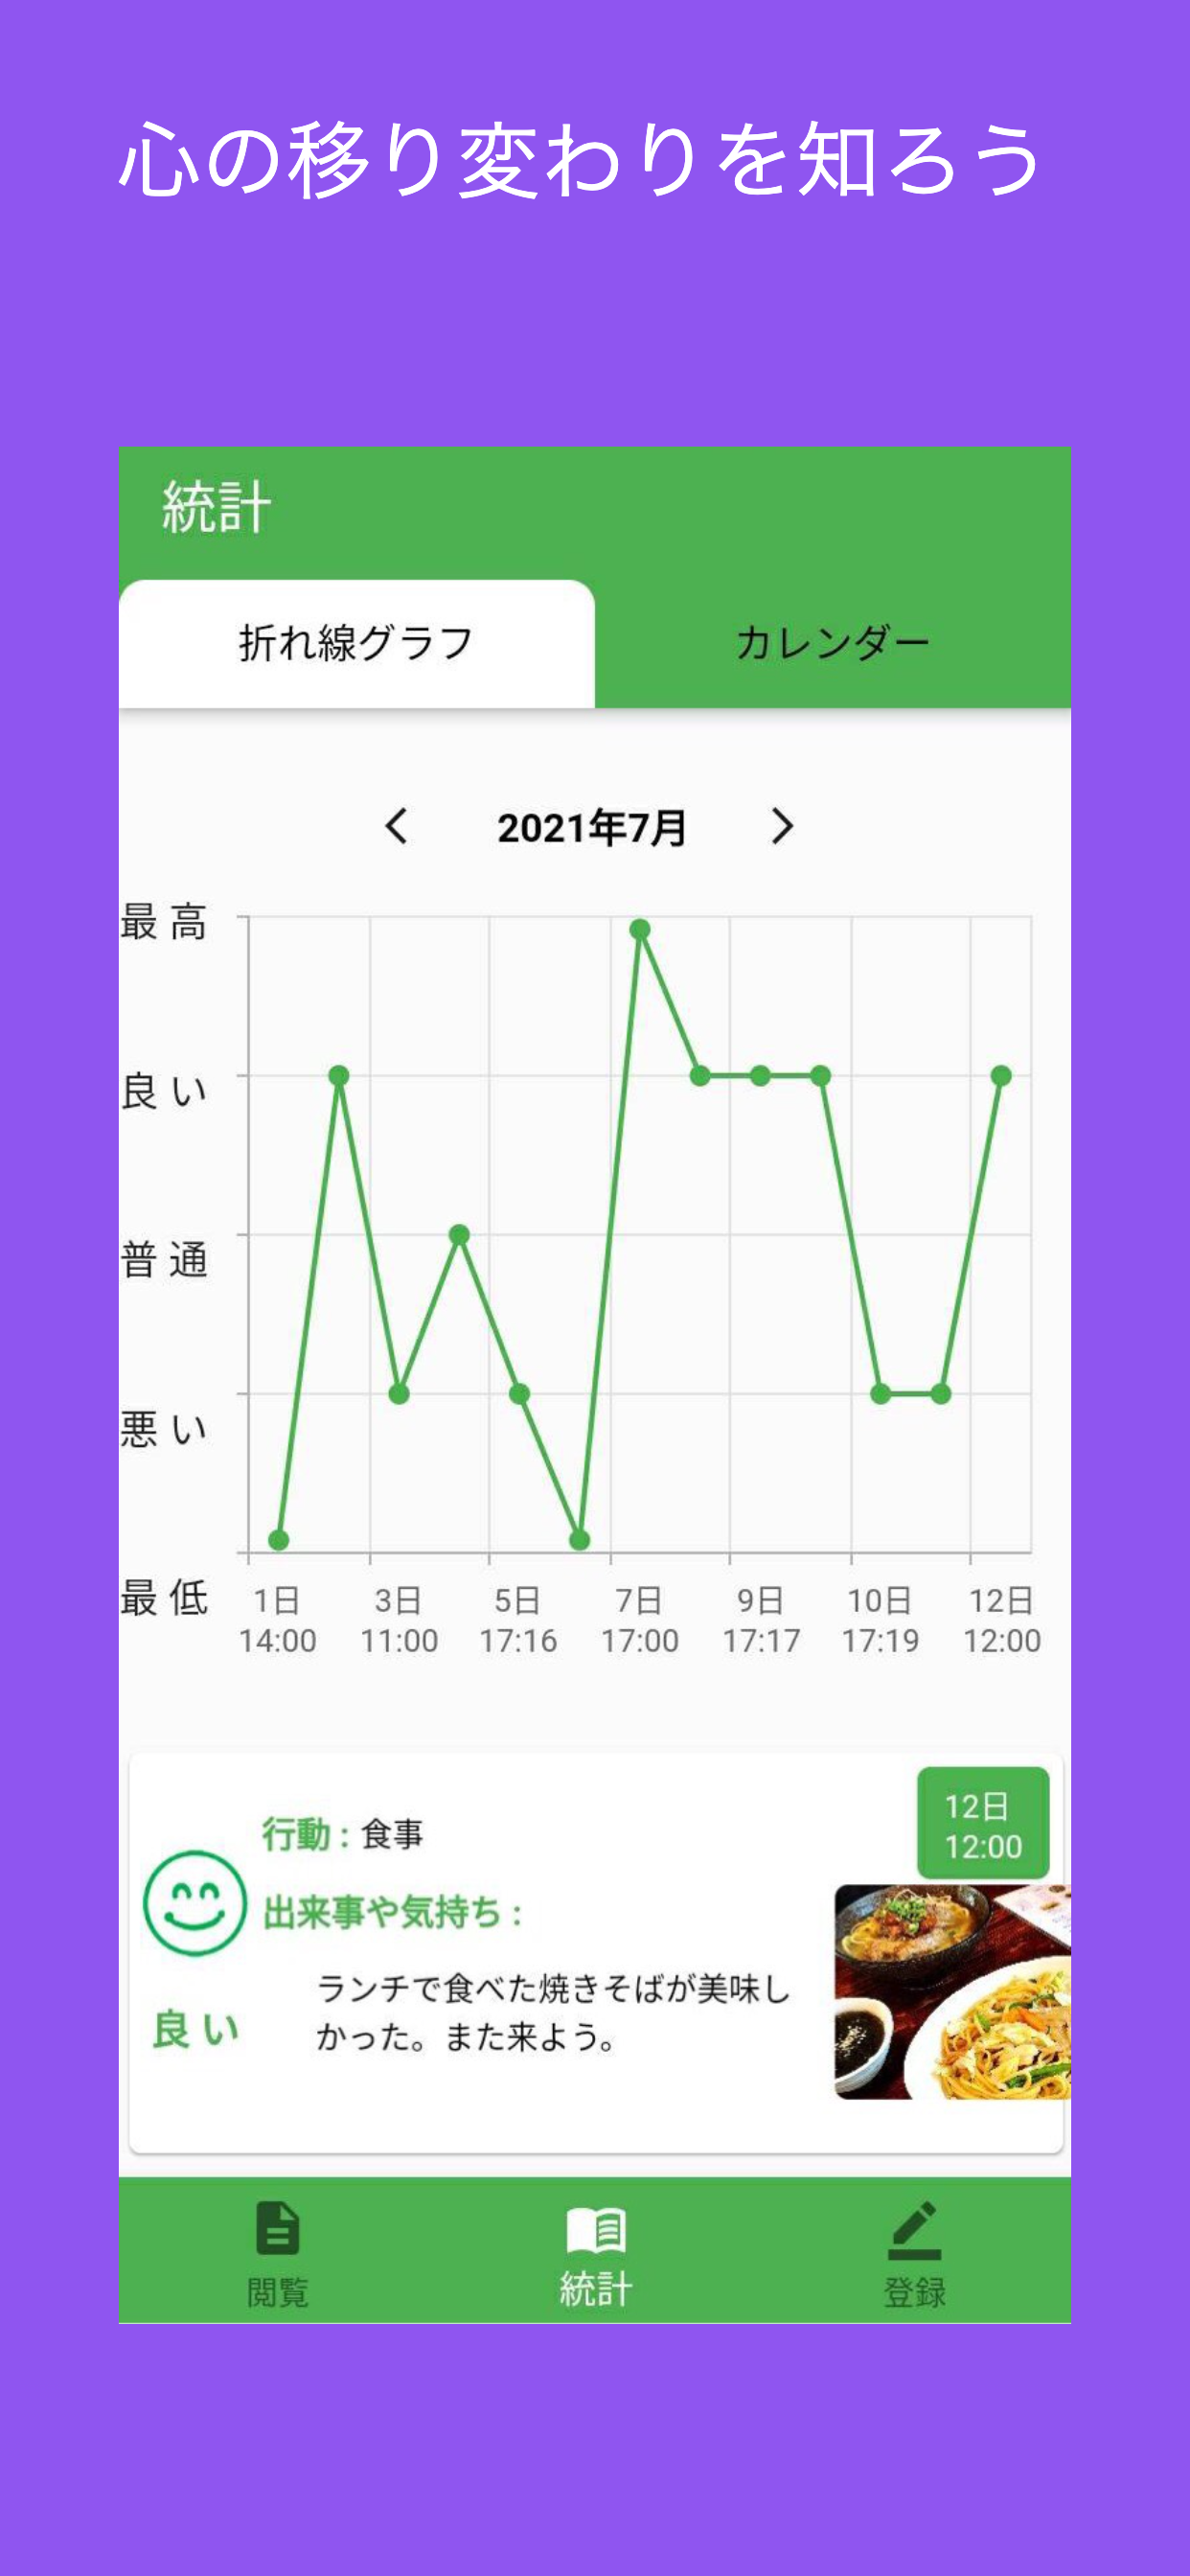 心の移り変わりを知ろう
統計
折れ線グラフ
カレンダー
2021年7月
最高
良い
普通
悪い
最低
1日 3日 5日 7日 9日 10日 12日
14:00 11:00 17:16 17:00 17:17 17:19 12:00
12日
12:00
行動 : 食事
出来事や気持ち :
ランチで食べた焼きそばが美味し
かった。また来よう。
良い
閲覧
統計
登録